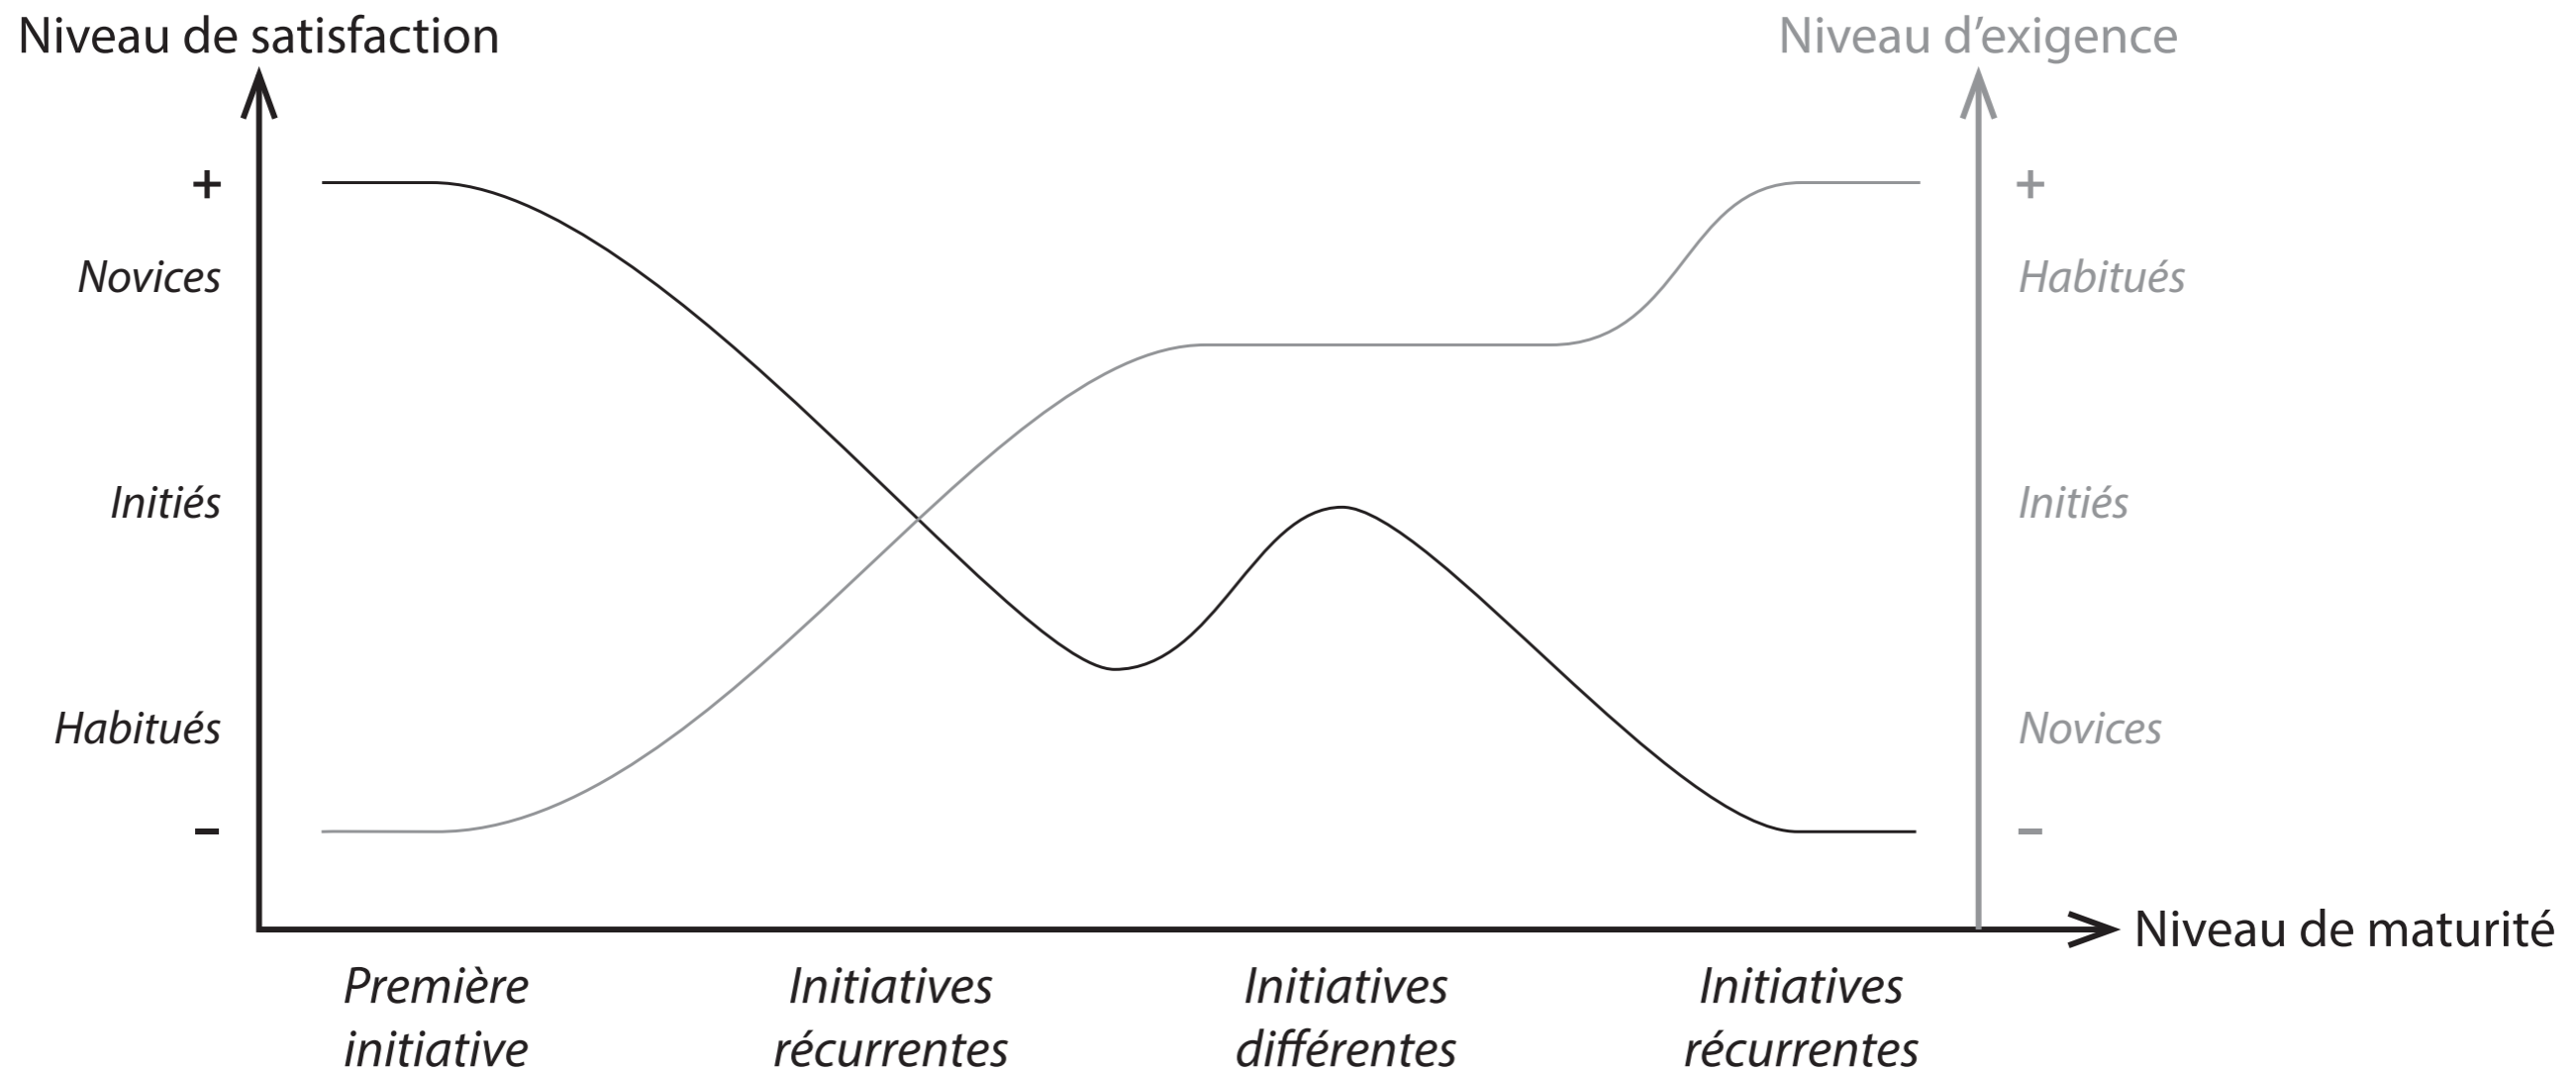 Niveau de satisfaction
Niveau d’exigence
+
+
Novices
Habitués
Initiés
Initiés
Habitués
Novices
–
–
Niveau de maturité
Première
initiative
Initiatives
récurrentes
Initiatives
différentes
Initiatives
récurrentes